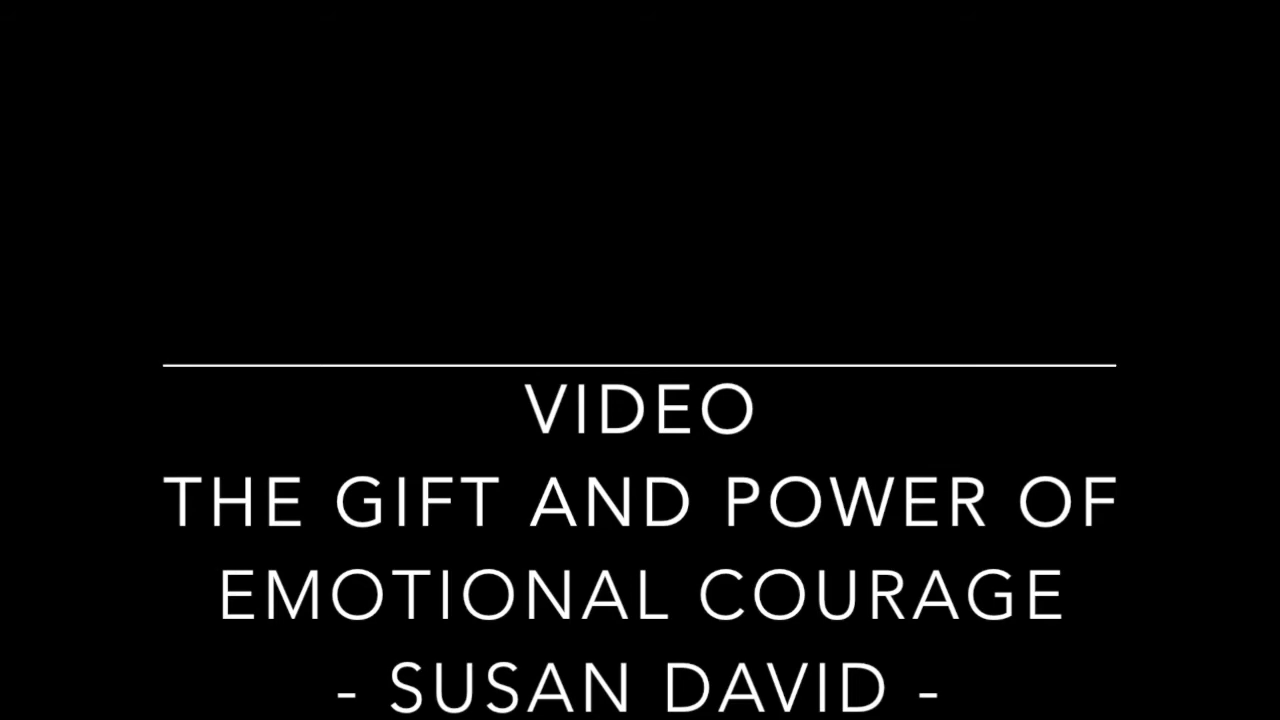 VIDEO
THE GIFT AND POWER OF
EMOTIONAL COURAGE
- SUSAN DAVID -